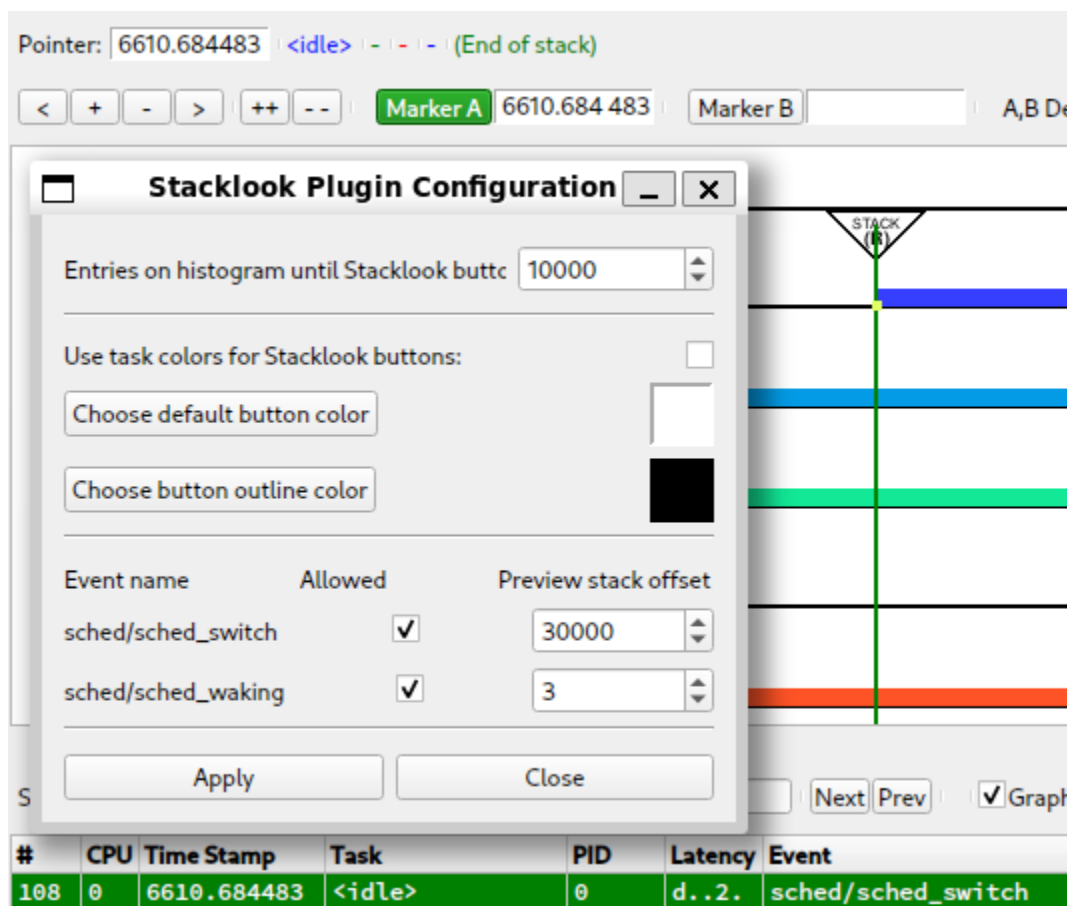 Pointer: 6610.684483 <idle> - - - (End of stack)
< + - > ++ - - Marker A 6610.684 483 Marker B A,B De
Stacklook Plugin Configuration
STACK
(R)
Entries on histogram until Stacklook butto 10000
Use task colors for Stacklook buttons:
Choose default button color
Choose button outline color
Event name Allowed Preview stack offset
sched/sched_switch 30000
sched/sched_waking 3
Apply Close
S Next Prev Graph
# CPU Time Stamp Task PID Latency Event
108 0 6610.684483 <idle> 0 d..2. sched/sched_switch